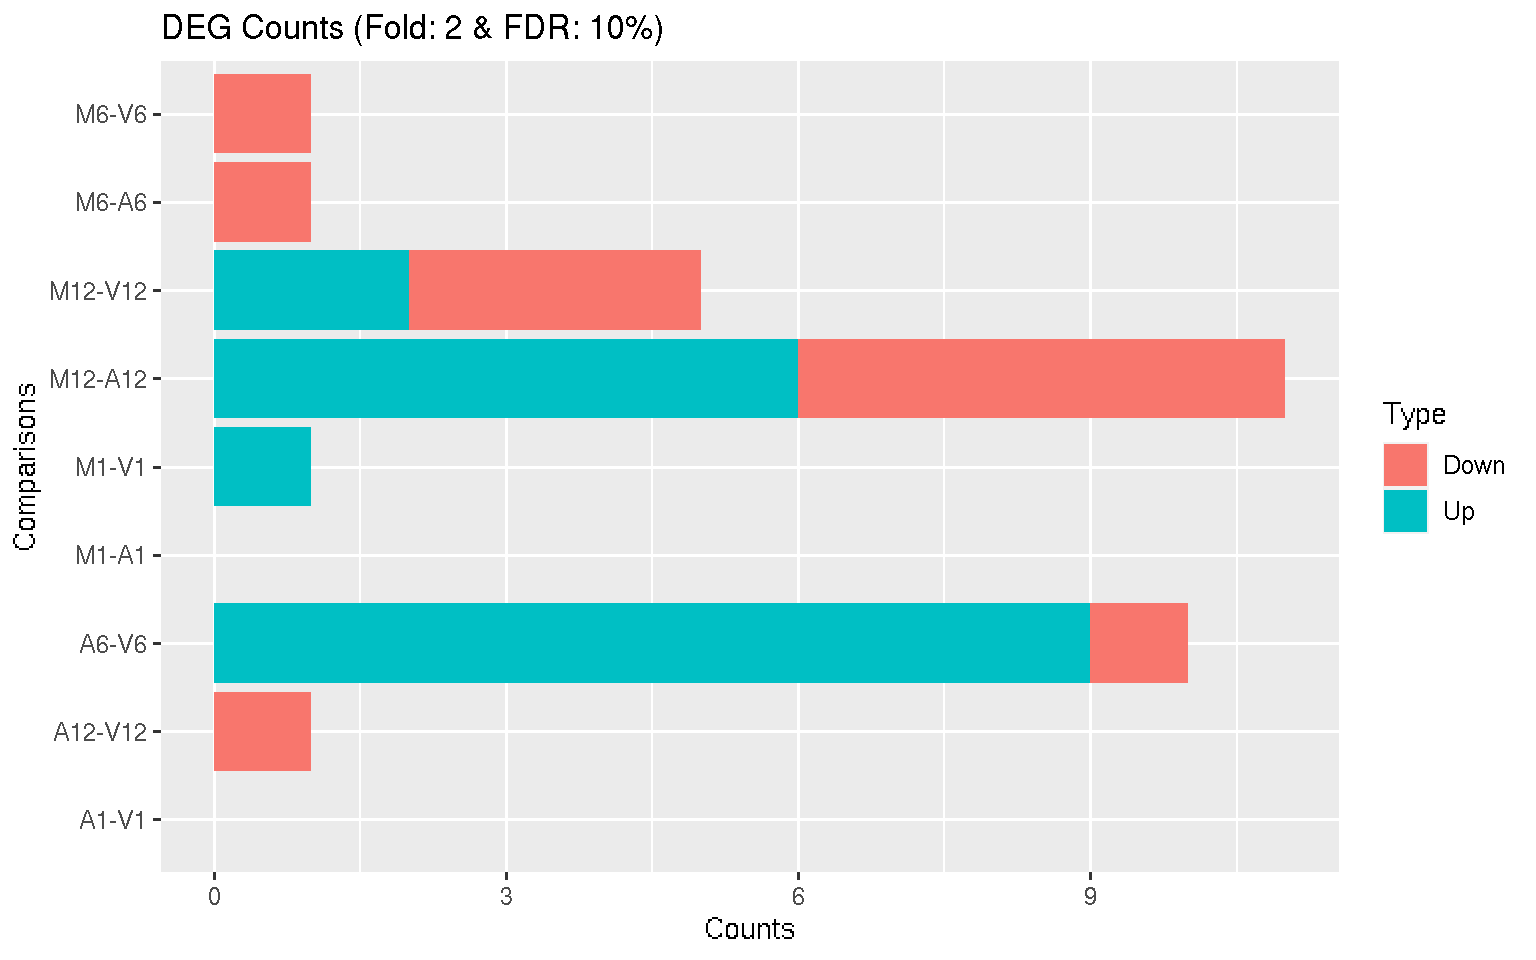 DEG Counts (Fold: 2 & FDR: 10%)
M6-V6
M6-A6
M12-V12
M12-A12
M1-V1
M1-A1
A6-V6
A12-V12
A1-V1
Comparisons
0 3 6 9
Counts
Type
Down
Up